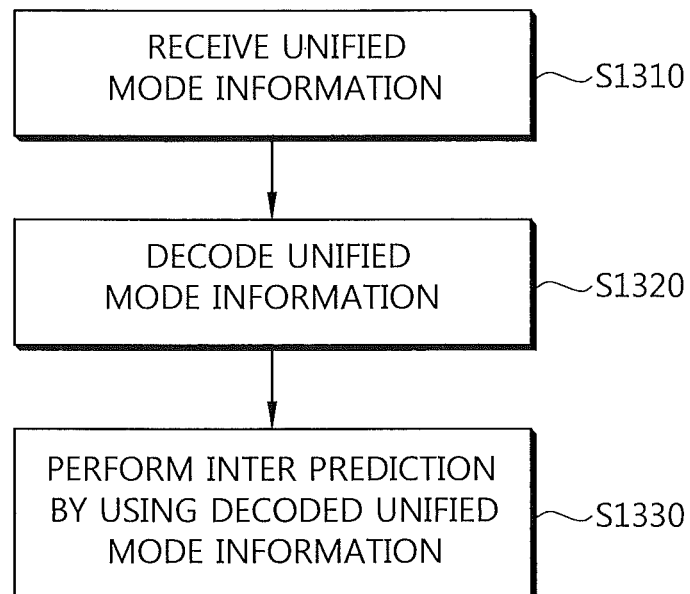 RECEIVE UNIFIED
MODE INFORMATION
S1310
DECODE UNIFIED
MODE INFORMATION
S1320
PERFORM INTER PREDICTION
BY USING DECODED UNIFIED
MODE INFORMATION
S1330